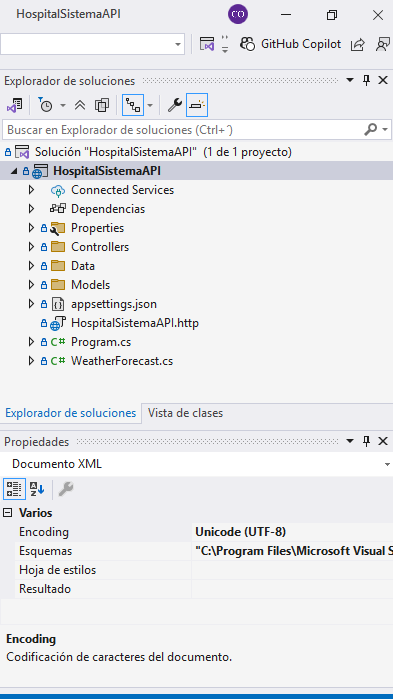 HospitalSistemaAPI
CO
GitHub Copilot
Explorador de soluciones
Buscar en Explorador de soluciones (Ctrl+´)
Solución "HospitalSistemaAPI" (1 de 1 proyecto)
HospitalSistemaAPI
Connected Services
Dependencias
Properties
Controllers
Data
Models
appsettings.json
HospitalSistemaAPI.http
C# Program.cs
C# WeatherForecast.cs
Explorador de soluciones Vista de clases
Propiedades
Documento XML
Varios
Encoding Unicode (UTF-8)
Esquemas "C:\Program Files\Microsoft Visual S
Hoja de estilos
Resultado
Encoding
Codificación de caracteres del documento.